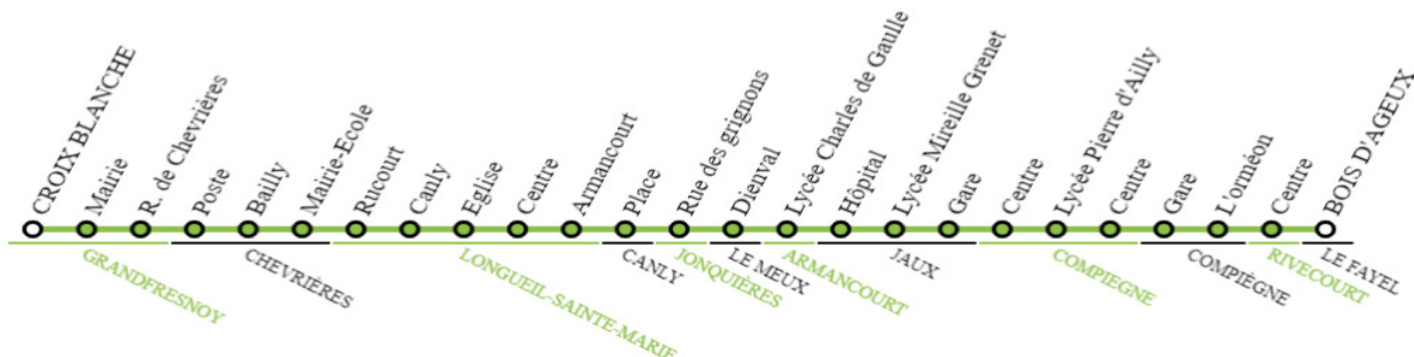 CROIX BLANCHE
Mairie
R. de Chevrières
Poste
Bailly
Mairie-Ecole
Rucourt
Canly
Eglise
Centre
Armancourt
Place
Rue des grignons
Dienval
Lycée Charles de Gaulle
Hôpital
Lycée Mireille Grenet
Gare
Centre
Lycée Pierre d'Ailly
Centre
Gare
L'orméon
Centre
BOIS D'AGEUX
GRANDFRESNOY
CHEVRIÈRES
LONGUEIL-SAINTE-MARIE
CANLY
JONQUIÈRES
LE MEUX
ARMANCOURT
JAUX
COMPIEGNE
COMPIÈGNE
RIVECOURT
LE FAYEL